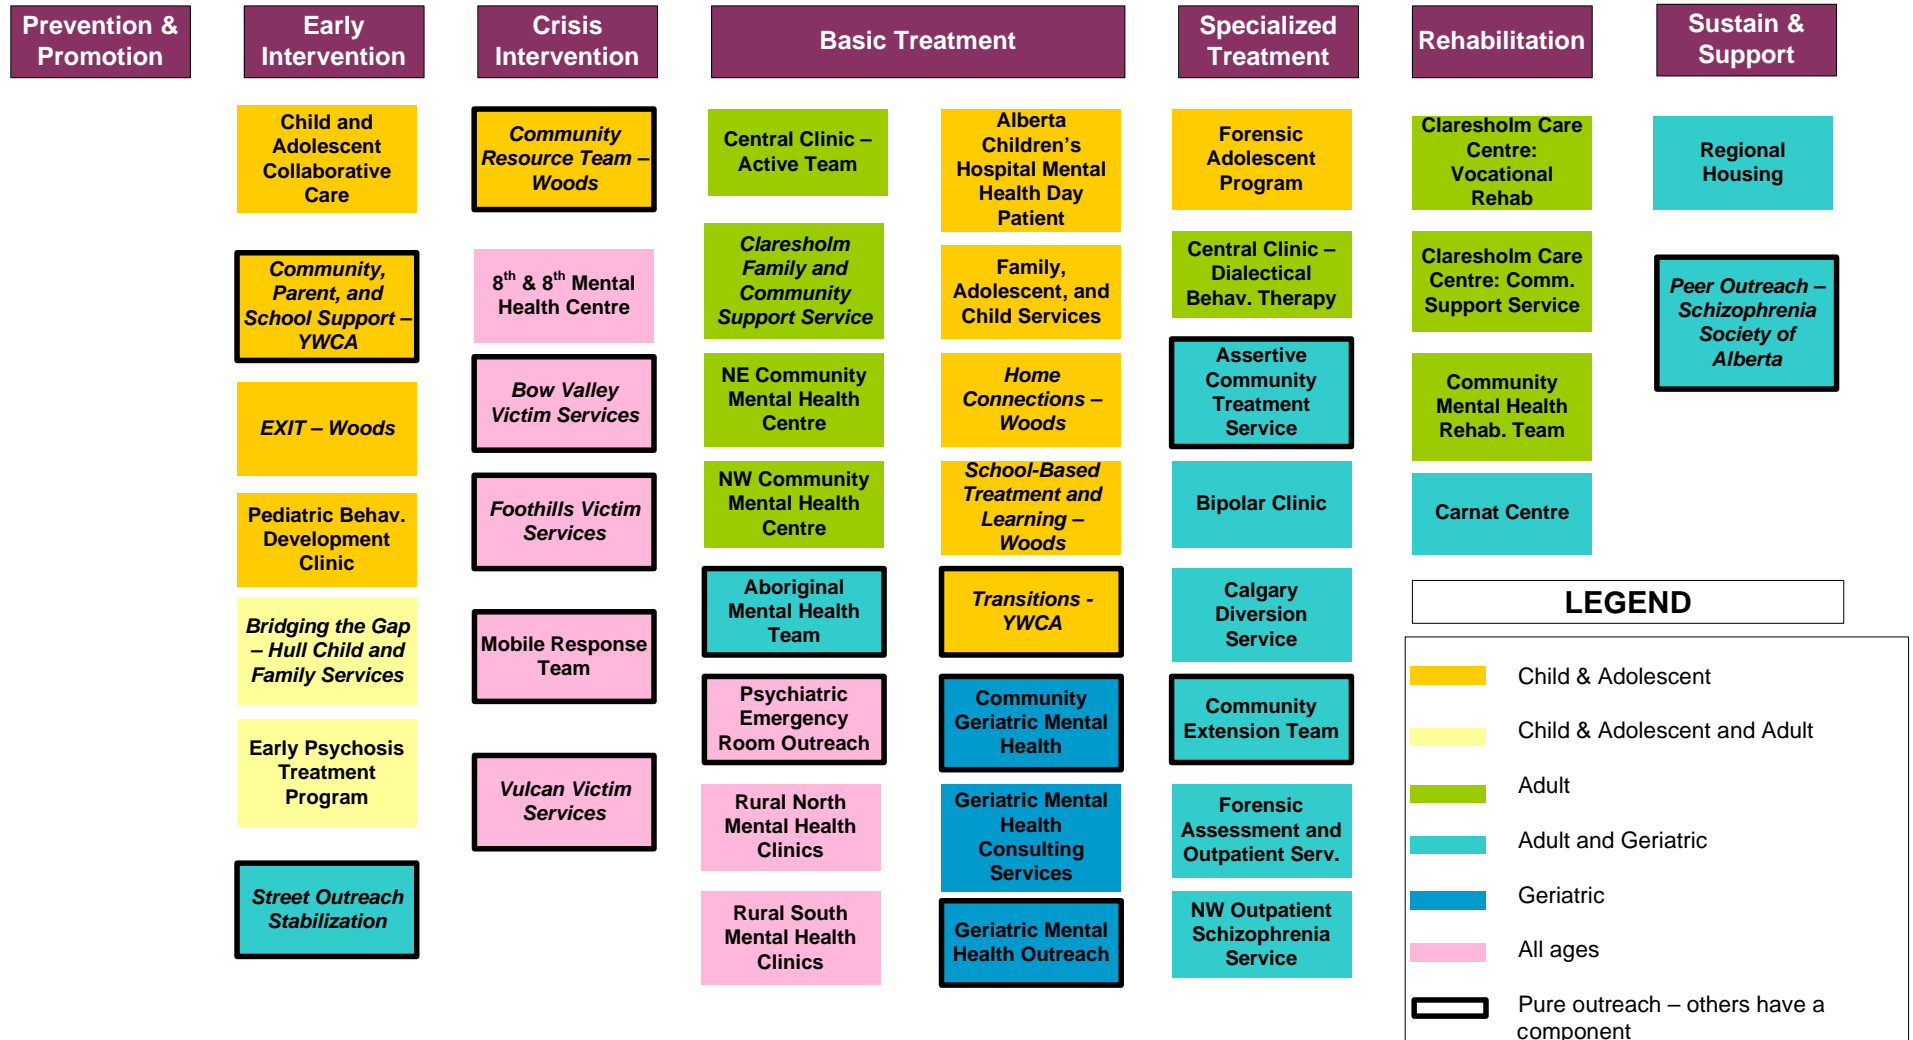 Prevention &
Promotion
Early
Intervention
Crisis
Intervention
Basic Treatment
Specialized
Treatment
Rehabilitation
Sustain &
Support
Child and
Adolescent
Collaborative
Care
Community, 
Parent, and
School Support –
YWCA
EXIT – Woods
Pediatric Behav.
Development
Clinic
Bridging the Gap
– Hull Child and
Family Services
Early Psychosis
Treatment
Program
Street Outreach
Stabilization
Community
Resource Team –
Woods
8th & 8th Mental
Health Centre
Bow Valley
Victim Services
Foothills Victim
Services
Mobile Response
Team
Vulcan Victim
Services
Central Clinic –
Active Team
Claresholm
Family and
Community
Support Service
NE Community
Mental Health
Centre
NW Community
Mental Health
Centre
Aboriginal
Mental Health
Team
Psychiatric
Emergency
Room Outreach
Rural North
Mental Health
Clinics
Rural South
Mental Health
Clinics
Alberta
Children's
Hospital Mental
Health Day
Patient
Family,
Adolescent, and
Child Services
Home
Connections –
Woods
School-Based
Treatment and
Learning –
Woods
Transitions -
YWCA
Community
Geriatric Mental
Health
Geriatric Mental
Health
Consulting
Services
Geriatric Mental
Health Outreach
Forensic
Adolescent
Program
Central Clinic –
Dialectical
Behav. Therapy
Assertive
Community
Treatment
Service
Bipolar Clinic
Calgary
Diversion
Service
Community
Extension Team
Forensic
Assessment and
Outpatient Serv.
NW Outpatient
Schizophrenia
Service
Claresholm Care
Centre:
Vocational
Rehab
Claresholm Care
Centre: Comm.
Support Service
Community
Mental Health
Rehab. Team
Carnat Centre
Regional
Housing
Peer Outreach –
Schizophrenia
Society of
Alberta
LEGEND
Child & Adolescent
Child & Adolescent and Adult
Adult
Adult and Geriatric
Geriatric
All ages
Pure outreach – others have a
component